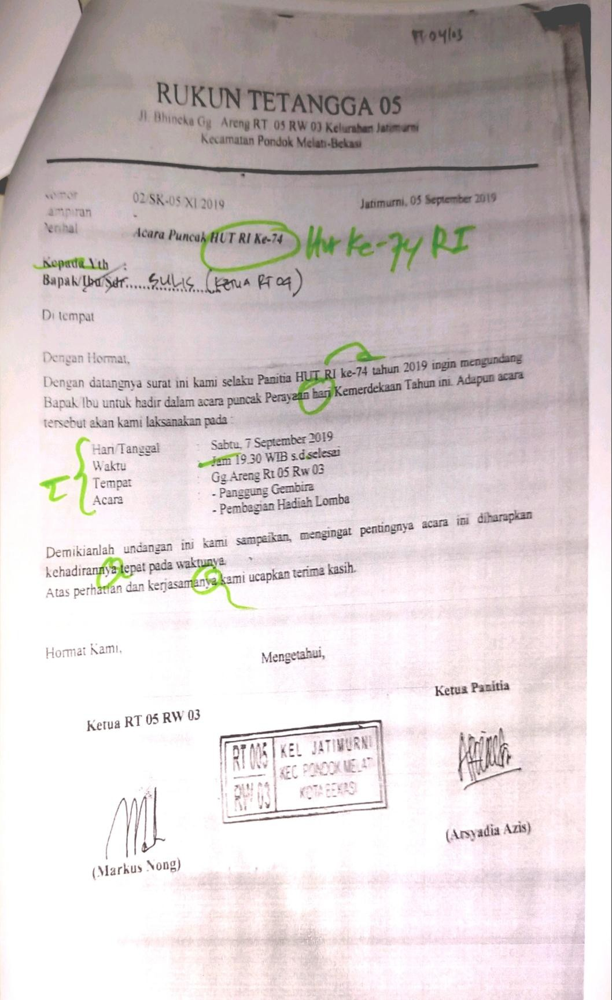 RT 04/03
RUKUN TETANGGA 05
Jl. Bhineka Gg Areng RT. 05 RW 03 Kelurahan Jatimurni
Kecamatan Pondok Melati-Bekasi
Nomor 02/SK-05/XI/2019 Jatimurni, 05 September 2019
Lampiran -
Perihal Acara Puncak HUT RI Ke-74 Hut Ke-74 RI
Kepada Yth :
Bapak/Ibu/Sdr..... SULIS (KETUA RT 04)
Di tempat
Dengan Hormat,
Dengan datangnya surat ini kami selaku Panitia HUT RI ke-74 tahun 2019 ingin mengundang
Bapak/Ibu untuk hadir dalam acara puncak Perayaan hari Kemerdekaan Tahun ini. Adapun acara
tersebut akan kami laksanakan pada :
Hari/Tanggal : Sabtu, 7 September 2019
Waktu : Jam 19.30 WIB s.d selesai
Tempat : Gg.Areng Rt 05 Rw 03
Acara : - Panggung Gembira
- Pembagian Hadiah Lomba
Demikianlah undangan ini kami sampaikan, mengingat pentingnya acara ini diharapkan
kehadirannya tepat pada waktunya.
Atas perhatian dan kerjasamanya kami ucapkan terima kasih.
Hormat Kami,
Mengetahui,
Ketua Panitia
Ketua RT 05 RW 03
RT 005 KEL JATIMURNI
KEC PONDOK MELATI
RW 03 KOTA BEKASI
(Arsyadia Azis)
(Markus Nong)